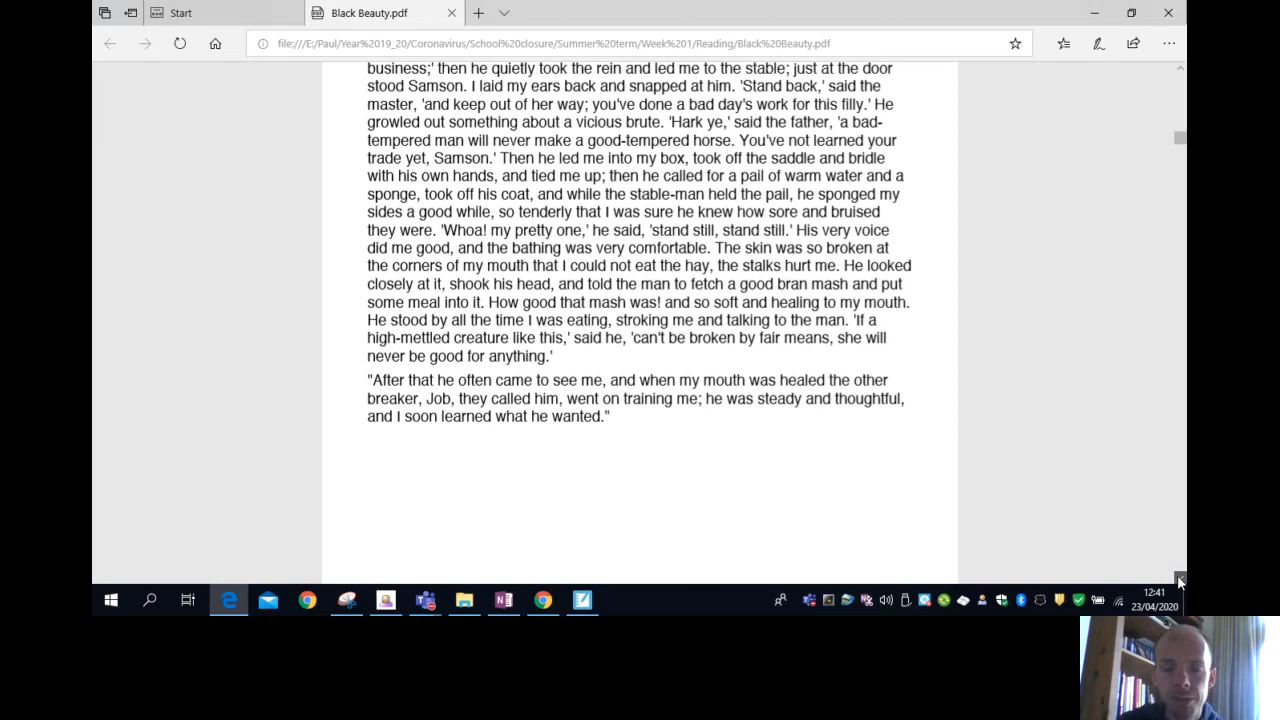 Start
Black Beauty.pdf
file:///E:/Paul/Year%2019_20/Coronavirus/School%20closure/Summer%20term/Week%201/Reading/Black%20Beauty.pdf
business;' then he quietly took the rein and led me to the stable; just at the door
stood Samson. I laid my ears back and snapped at him. 'Stand back,' said the
master, 'and keep out of her way; you've done a bad day's work for this filly.' He
growled out something about a vicious brute. 'Hark ye,' said the father, 'a bad-
tempered man will never make a good-tempered horse. You've not learned your
trade yet, Samson.' Then he led me into my box, took off the saddle and bridle
with his own hands, and tied me up; then he called for a pail of warm water and a
sponge, took off his coat, and while the stable-man held the pail, he sponged my
sides a good while, so tenderly that I was sure he knew how sore and bruised
they were. 'Whoa! my pretty one,' he said, 'stand still, stand still.' His very voice
did me good, and the bathing was very comfortable. The skin was so broken at
the corners of my mouth that I could not eat the hay, the stalks hurt me. He looked
closely at it, shook his head, and told the man to fetch a good bran mash and put
some meal into it. How good that mash was! and so soft and healing to my mouth.
He stood by all the time I was eating, stroking me and talking to the man. 'If a
high-mettled creature like this,' said he, 'can't be broken by fair means, she will
never be good for anything.'
"After that he often came to see me, and when my mouth was healed the other
breaker, Job, they called him, went on training me; he was steady and thoughtful,
and I soon learned what he wanted."
12:41
23/04/2020